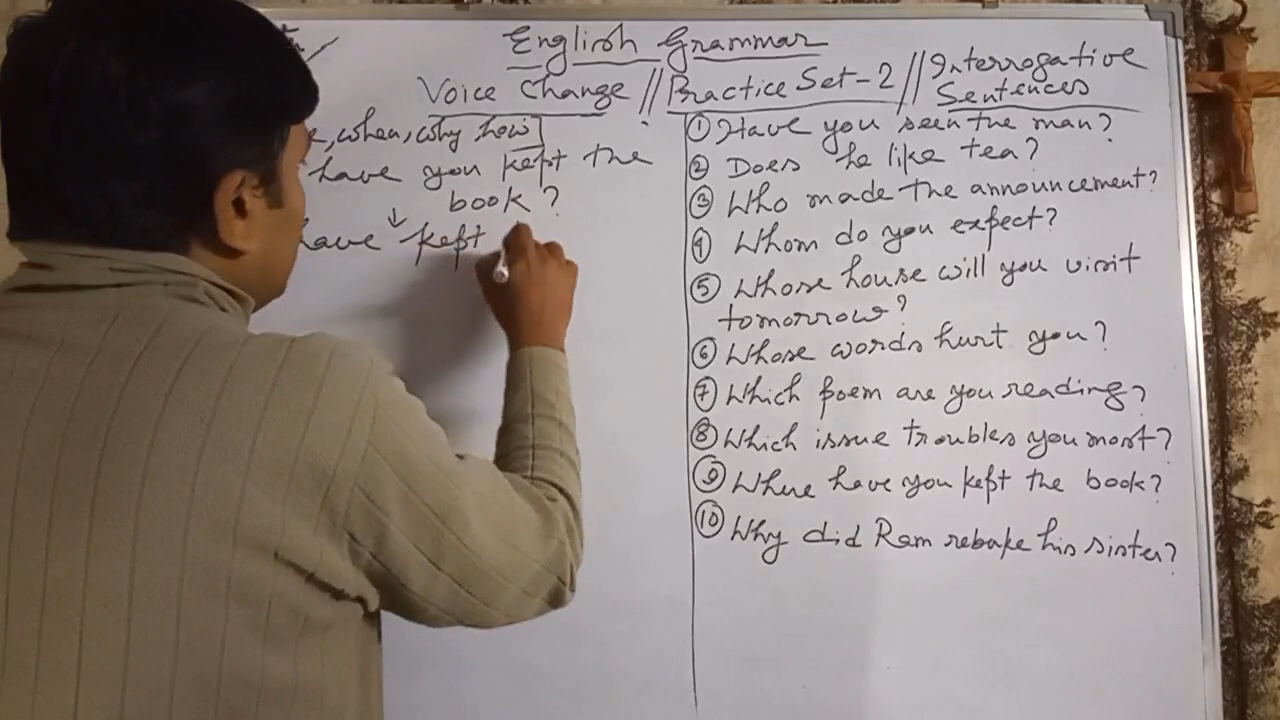 English Grammar
Voice Change // Practice Set-2 // Interrogative Sentences
, when, why how
have you kept the
book?
have kept
① Have you seen the man?
② Does he like tea?
③ Who made the announcement?
④ Whom do you expect?
⑤ Whose house will you visit
tomorrow?
⑥ Whose words hurt you?
⑦ Which poem are you reading?
⑧ Which issue troubles you most?
⑨ Where have you kept the book?
⑩ Why did Ram rebuke his sister?